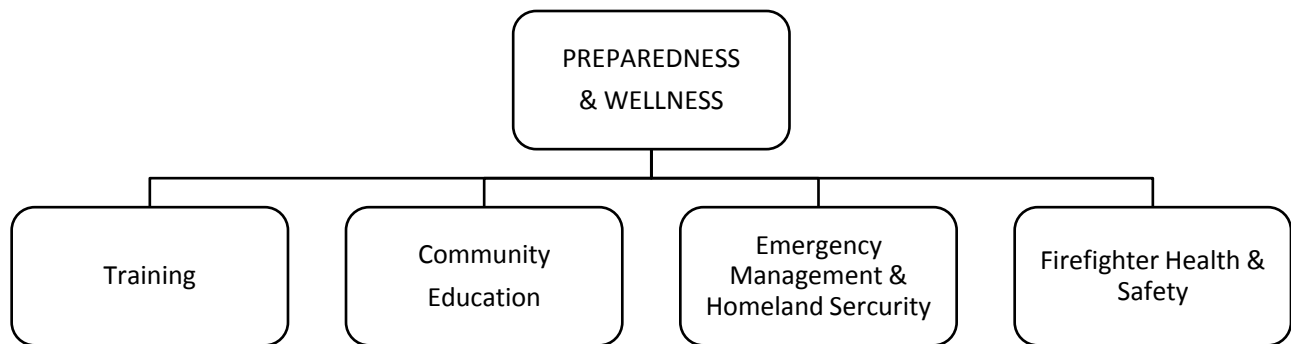 PREPAREDNESS
& WELLNESS
Training
Community
Education
Emergency
Management &
Homeland Sercurity
Firefighter Health &
Safety